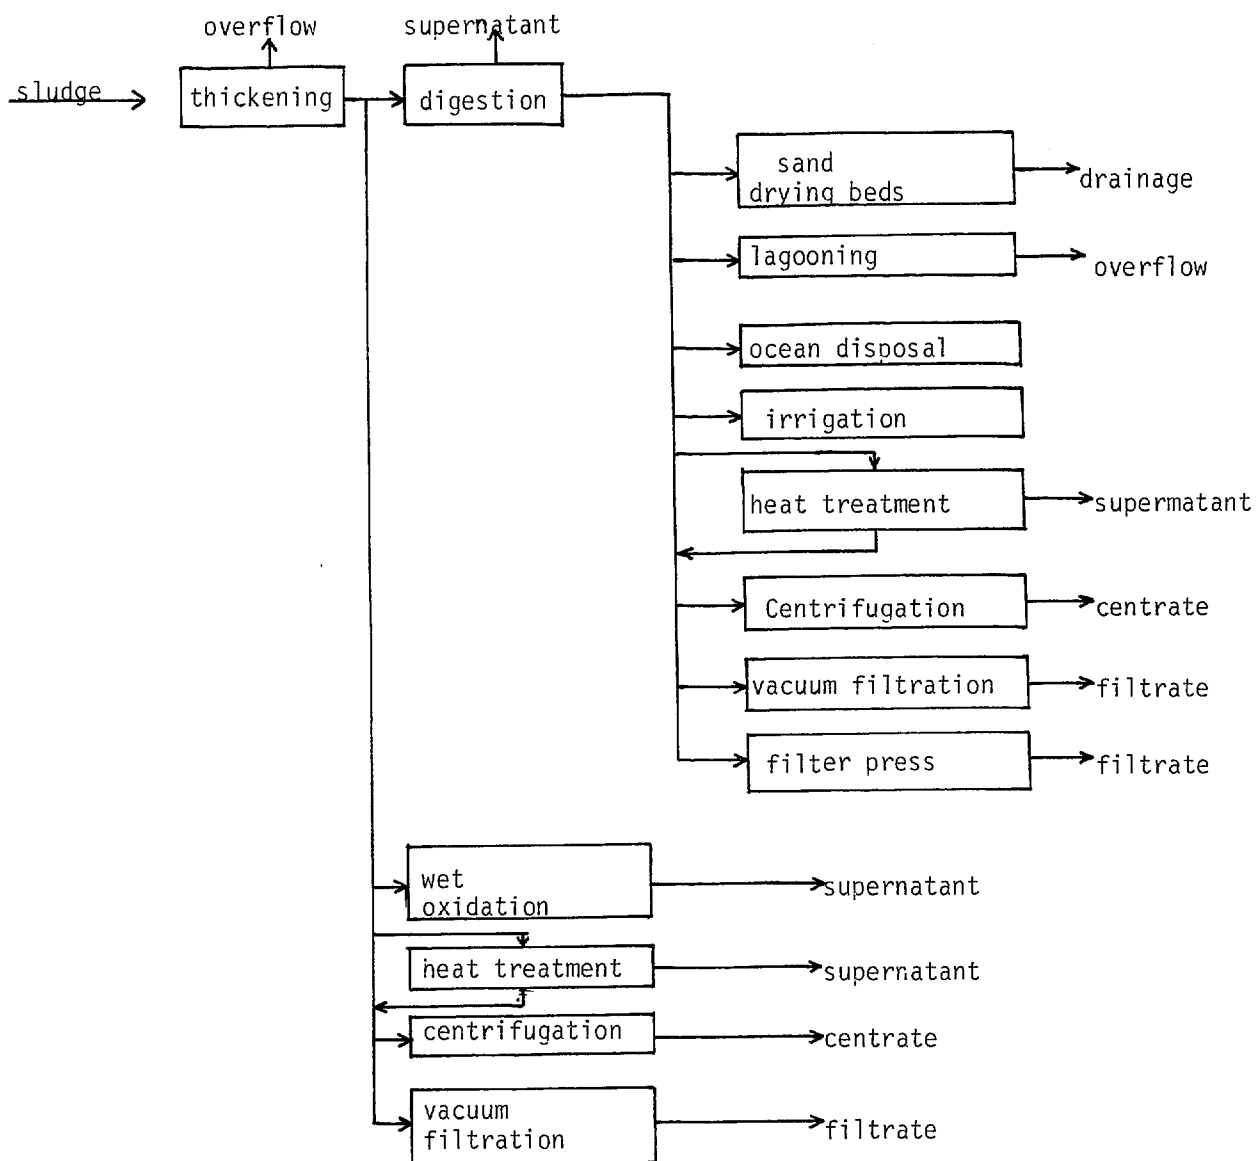 overflow
supernatant
sludge
thickening
digestion
sand
drying beds
drainage
lagooning
overflow
ocean disposal
irrigation
heat treatment
supermatant
Centrifugation
centrate
vacuum filtration
filtrate
filter press
filtrate
wet
oxidation
supernatant
heat treatment
supernatant
centrifugation
centrate
vacuum
filtration
filtrate